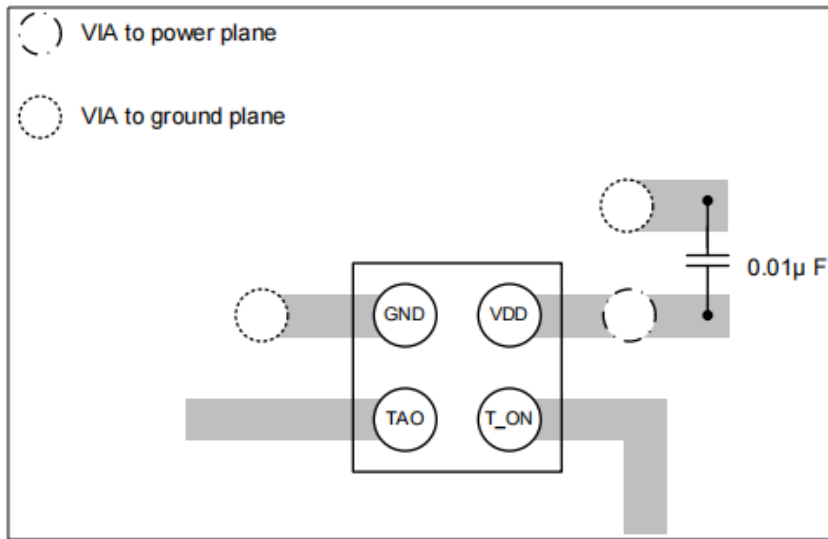 VIA to power plane
VIA to ground plane
0.01µ F
GND
VDD
TAO
T_ON